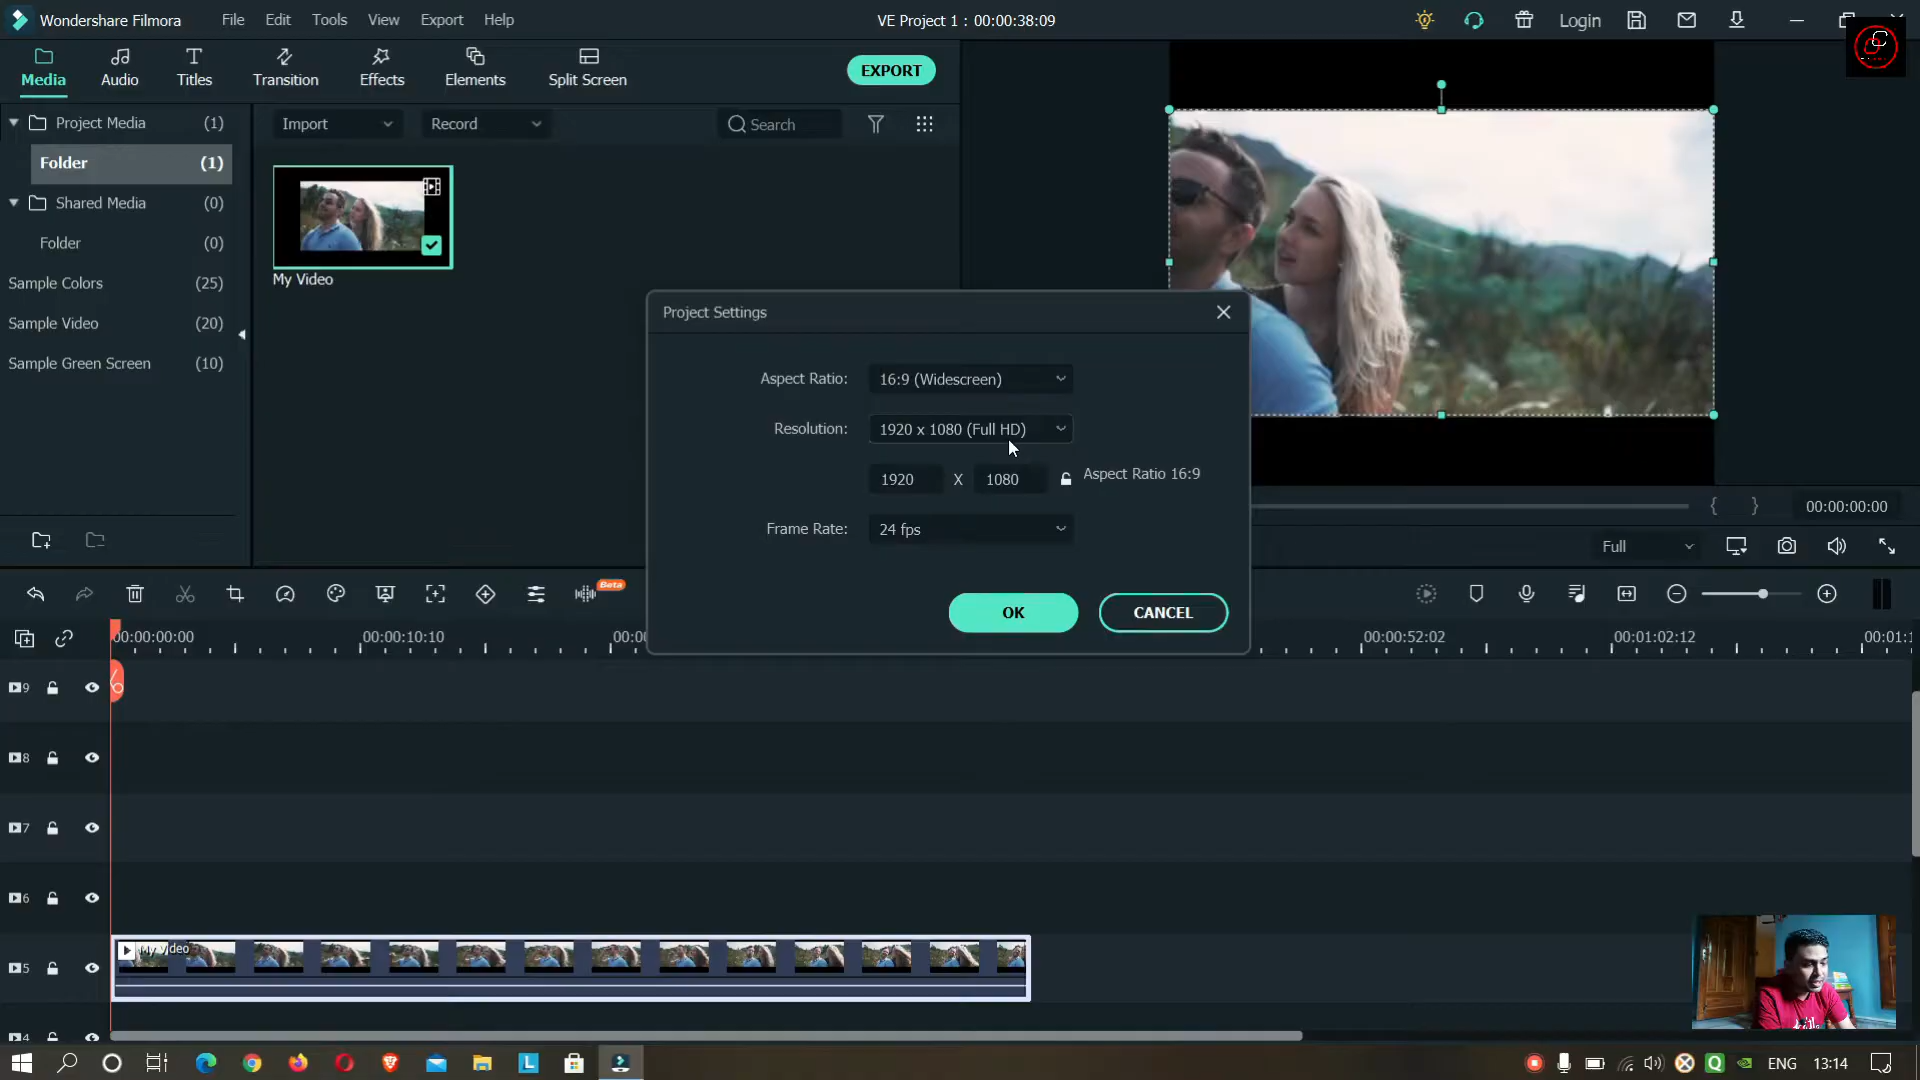 Wondershare Filmora File Edit Tools View Export Help VE Project 1 : 00:00:38:09 Login
Media Audio Titles Transition Effects Elements Split Screen EXPORT
Project Media (1) Import Record Search
Folder (1)
Shared Media (0)
Folder (0)
Sample Colors (25)
Sample Video (20)
Sample Green Screen (10)
My Video
Project Settings
Aspect Ratio: 16:9 (Widescreen)
Resolution: 1920 x 1080 (Full HD)
1920 X 1080 Aspect Ratio 16:9
Frame Rate: 24 fps
OK CANCEL
{ } 00:00:00:00
Full
Beta
00:00:00:00 00:00:10:10 00:00 00:00:52:02 00:01:02:12 00:01:1
9
8
7
6
5 My Video
4
ENG 13:14